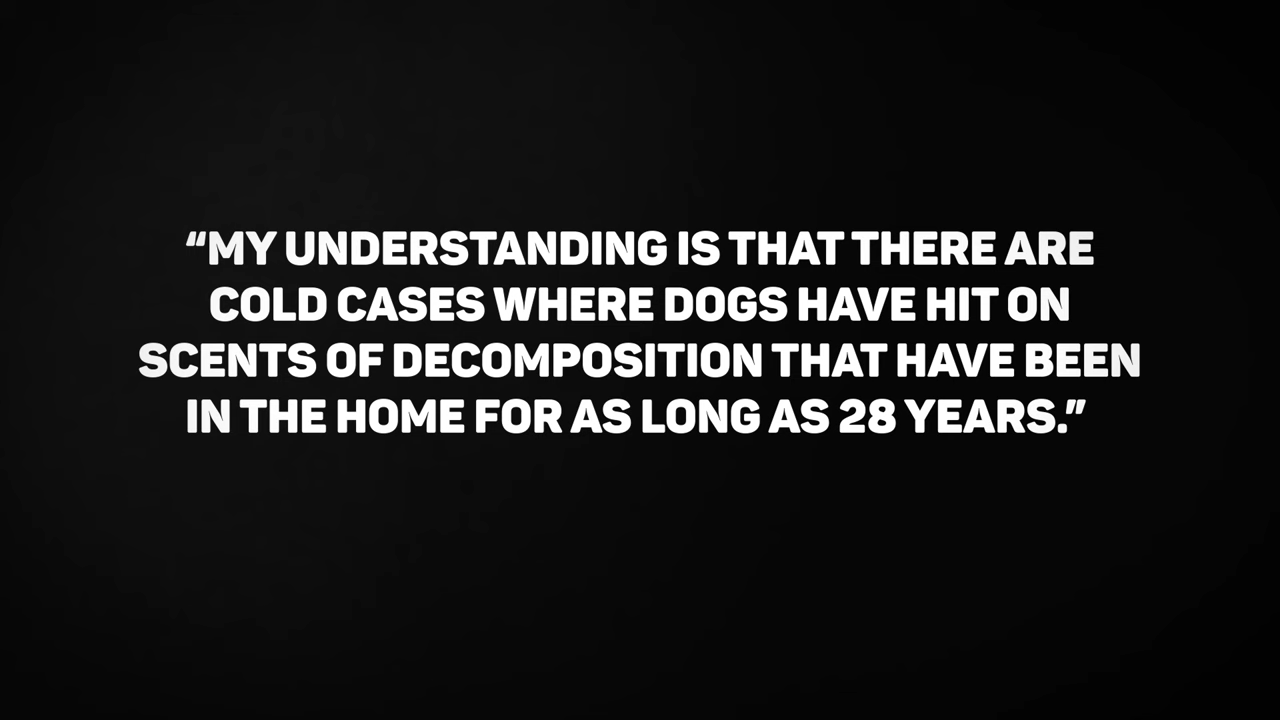 “MY UNDERSTANDING IS THAT THERE ARE
COLD CASES WHERE DOGS HAVE HIT ON
SCENTS OF DECOMPOSITION THAT HAVE BEEN
IN THE HOME FOR AS LONG AS 28 YEARS.”